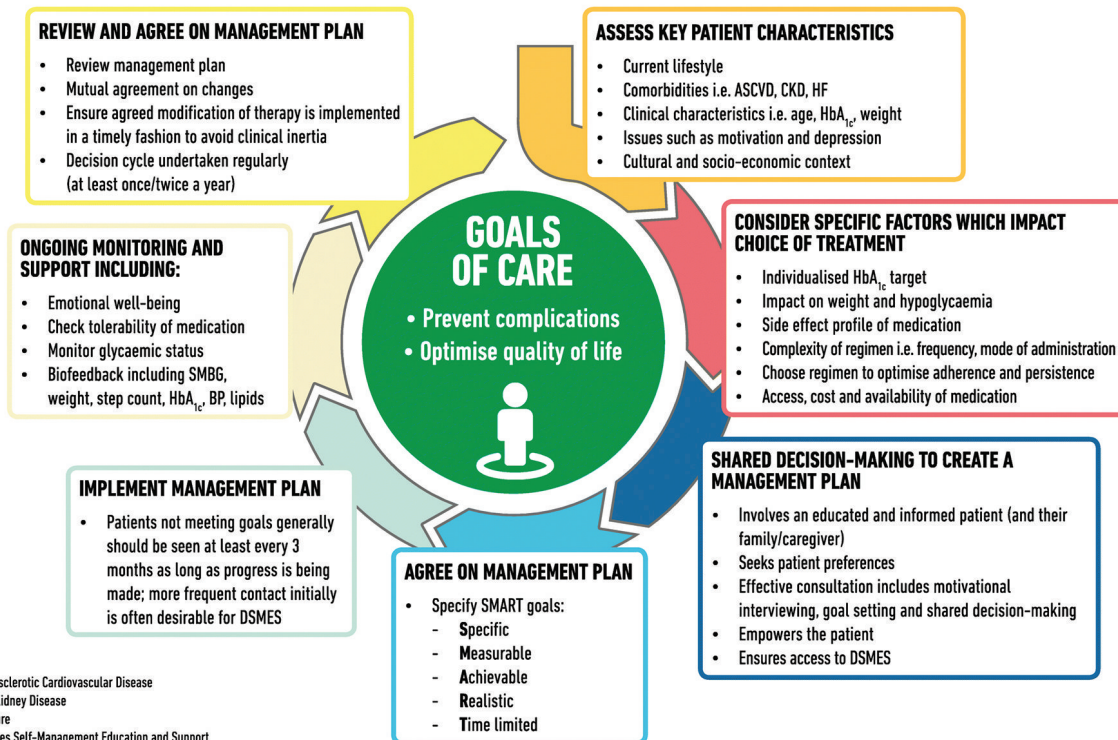 REVIEW AND AGREE ON MANAGEMENT PLAN
• Review management plan
• Mutual agreement on changes
• Ensure agreed modification of therapy is implemented
in a timely fashion to avoid clinical inertia
• Decision cycle undertaken regularly
(at least once/twice a year)
ASSESS KEY PATIENT CHARACTERISTICS
• Current lifestyle
• Comorbidities i.e. ASCVD, CKD, HF
• Clinical characteristics i.e. age, HbA1c, weight
• Issues such as motivation and depression
• Cultural and socio-economic context
GOALS
OF CARE
• Prevent complications
• Optimise quality of life
CONSIDER SPECIFIC FACTORS WHICH IMPACT
CHOICE OF TREATMENT
• Individualised HbA1c target
• Impact on weight and hypoglycaemia
• Side effect profile of medication
• Complexity of regimen i.e. frequency, mode of administration
• Choose regimen to optimise adherence and persistence
• Access, cost and availability of medication
SHARED DECISION-MAKING TO CREATE A
MANAGEMENT PLAN
• Involves an educated and informed patient (and their
family/caregiver)
• Seeks patient preferences
• Effective consultation includes motivational
interviewing, goal setting and shared decision-making
• Empowers the patient
• Ensures access to DSMES
AGREE ON MANAGEMENT PLAN
• Specify SMART goals:
- Specific
- Measurable
- Achievable
- Realistic
- Time limited
IMPLEMENT MANAGEMENT PLAN
• Patients not meeting goals generally
should be seen at least every 3
months as long as progress is being
made; more frequent contact initially
is often desirable for DSMES
ONGOING MONITORING AND
SUPPORT INCLUDING:
• Emotional well-being
• Check tolerability of medication
• Monitor glycaemic status
• Biofeedback including SMBG,
weight, step count, HbA1c, BP, lipids
Cardiovascular Disease
Disease
Self-Management Education and Support